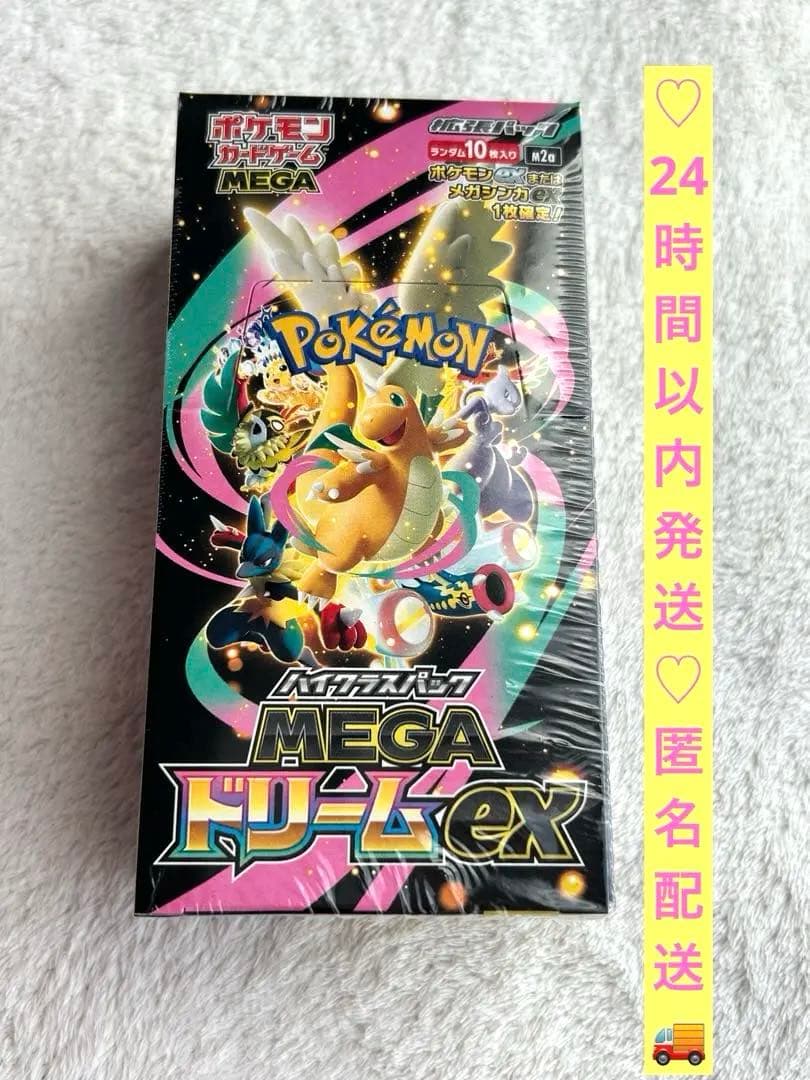 ポケモン
カードゲーム
MEGA
拡張パック
ランダム10枚入り
M2a
ポケモンexまたは
メガシンカex
1枚確定!
POKéMON
ハイクラスパック
MEGA
ドリームex
♡24時間以内発送♡匿名配送🚚